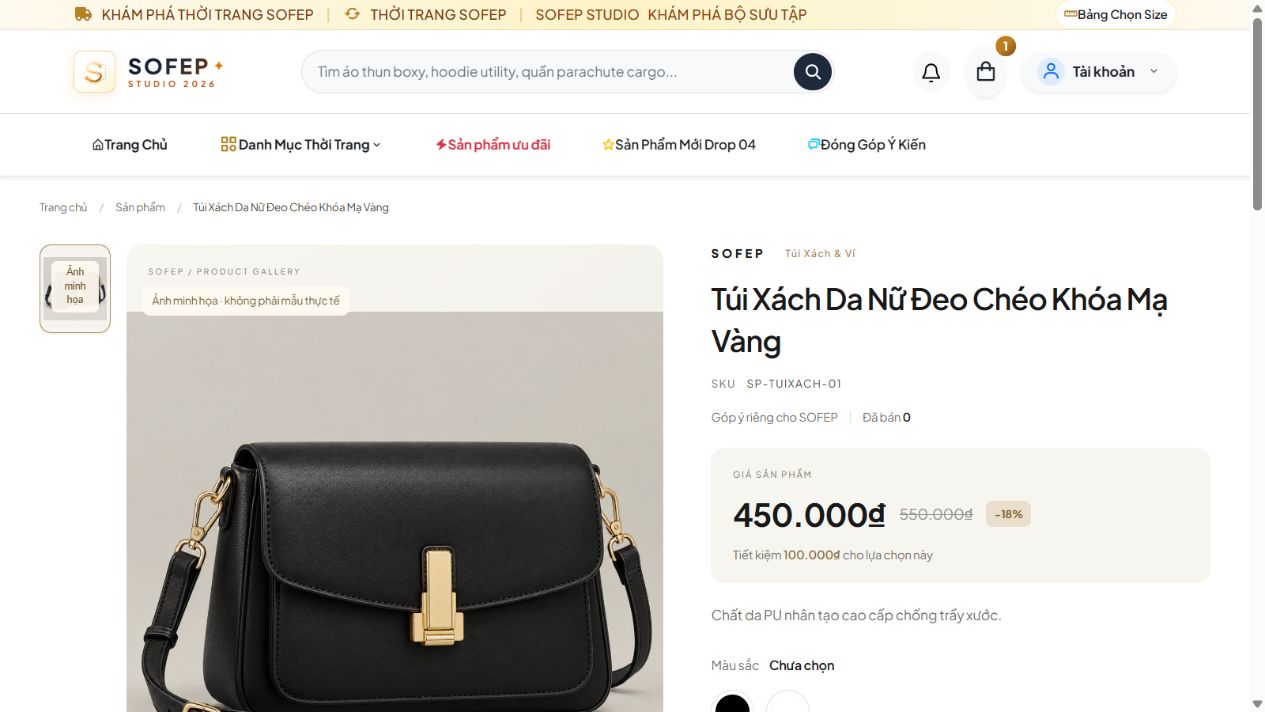 KHÁM PHÁ THỜI TRANG SOFEP | THỜI TRANG SOFEP | SOFEP STUDIO KHÁM PHÁ BỘ SƯU TẬP
Bảng Chọn Size
S
SOFEP
STUDIO 2026
Tìm áo thun boxy, hoodie utility, quần parachute cargo...
1
Tài khoản
Trang Chủ
Danh Mục Thời Trang
Sản phẩm ưu đãi
Sản Phẩm Mới Drop 04
Đóng Góp Ý Kiến
Trang chủ / Sản phẩm / Túi Xách Da Nữ Đeo Chéo Khóa Mạ Vàng
Ảnh
minh
họa
SOFEP / PRODUCT GALLERY
Ảnh minh họa · không phải mẫu thực tế
SOFEP Túi Xách & Ví
Túi Xách Da Nữ Đeo Chéo Khóa Mạ
Vàng
SKU SP-TUIXACH-01
Góp ý riêng cho SOFEP | Đã bán 0
GIÁ SẢN PHẨM
450.000₫ 550.000₫ -18%
Tiết kiệm 100.000₫ cho lựa chọn này
Chất da PU nhân tạo cao cấp chống trầy xước.
Màu sắc Chưa chọn